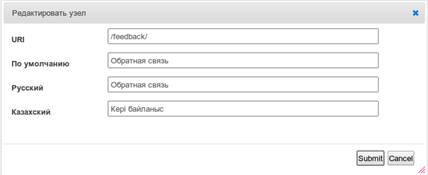 Редактировать узел
URI /feedback/
По умолчанию Обратная связь
Русский Обратная связь
Казахский Кері байланыс
Submit Cancel